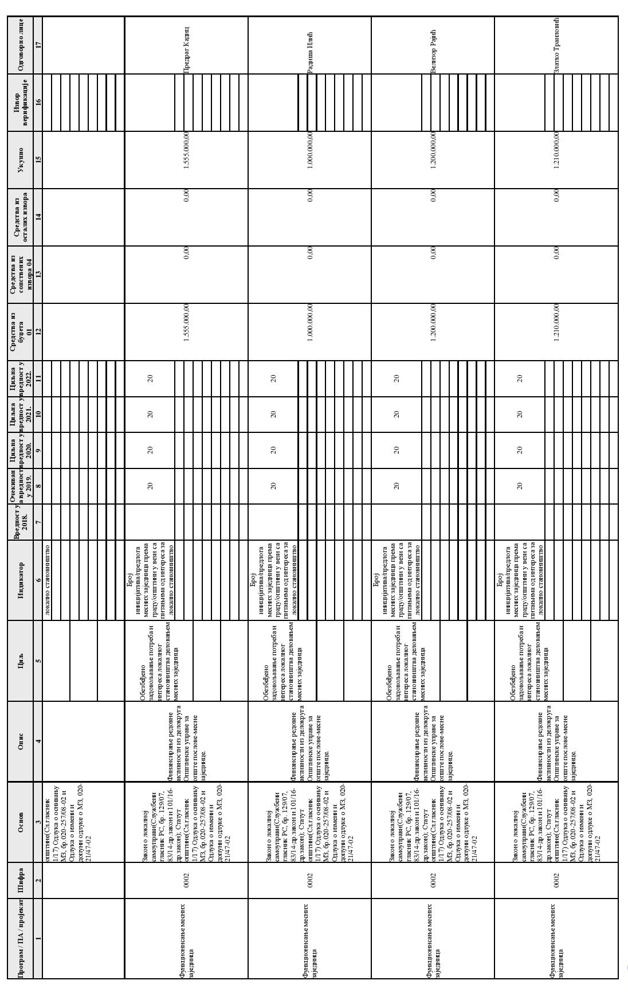 Програм / ПА / пројекат
Шифра
Основ
Опис
Циљ
Индикатор
Вредност у
2018.
Очекиван
а вредност
у 2019.
Циљна
вредност у
2020.
Циљна
вредност у
2021.
Циљна
вредност у
2022.
Средства из
буџета
01
Средства из
сопствених
извора 04
Средства из
осталих извора
Укупно
Извор
верификације
Одговорно лице
1
2
3
4
5
6
7
8
9
10
11
12
13
14
15
16
17
општине(Сл.гласник
1/17) Одлука о оснивању
МЗ, бр.020-257/08-02 и
Одлука о измени и
допуни одлуке о МЗ, 020-
21/47-02
локално становништво
Функционисање месних
заједница
0002
Закон о локалној
самоуправи(Службени
гласник РС, бр. 129/07,
83/14-др.закон и 101/16-
др.закон); Статут
општине(Сл.гласник
1/17) Одлука о оснивању
МЗ, бр.020-257/08-02 и
Одлука о измени и
допуни одлуке о МЗ, 020-
21/47-02
Финансирање редовне
активности из делокруга
Општинске управе за
опште послове-месне
заједнице.
Обезбеђено
задовољавање потреба и
интереса локалног
становништва деловањем
месних заједница
Број
иницијатива/предлога
месних заједница према
граду/општини у вези са
питањима од интереса за
локално становништво
20
20
20
20
1.555.000,00
0,00
0,00
1.555.000,00
Предраг Кадиц
Функционисање месних
заједница
0002
Закон о локалној
самоуправи(Службени
гласник РС, бр. 129/07,
83/14-др.закон и 101/16-
др.закон); Статут
општине(Сл.гласник
1/17) Одлука о оснивању
МЗ, бр.020-257/08-02 и
Одлука о измени и
допуни одлуке о МЗ, 020-
21/47-02
Финансирање редовне
активности из делокруга
Општинске управе за
опште послове-месне
заједнице.
Обезбеђено
задовољавање потреба и
интереса локалног
становништва деловањем
месних заједница
Број
иницијатива/предлога
месних заједница према
граду/општини у вези са
питањима од интереса за
локално становништво
20
20
20
20
1.000.000,00
0,00
0,00
1.000.000,00
Радиша Илић
Функционисање месних
заједница
0002
Закон о локалној
самоуправи(Службени
гласник РС, бр. 129/07,
83/14-др.закон и 101/16-
др.закон); Статут
општине(Сл.гласник
1/17) Одлука о оснивању
МЗ, бр.020-257/08-02 и
Одлука о измени и
допуни одлуке о МЗ, 020-
21/47-02
Финансирање редовне
активности из делокруга
Општинске управе за
опште послове-месне
заједнице.
Обезбеђено
задовољавање потреба и
интереса локалног
становништва деловањем
месних заједница
Број
иницијатива/предлога
месних заједница према
граду/општини у вези са
питањима од интереса за
локално становништво
20
20
20
20
1.200.000,00
0,00
0,00
1.200.000,00
Велизор Рајић
Функционисање месних
заједница
0002
Закон о локалној
самоуправи(Службени
гласник РС, бр. 129/07,
83/14-др.закон и 101/16-
др.закон); Статут
општине(Сл.гласник
1/17) Одлука о оснивању
МЗ, бр.020-257/08-02 и
Одлука о измени и
допуни одлуке о МЗ, 020-
21/47-02
Финансирање редовне
активности из делокруга
Општинске управе за
опште послове-месне
заједнице.
Обезбеђено
задовољавање потреба и
интереса локалног
становништва деловањем
месних заједница
Број
иницијатива/предлога
месних заједница према
граду/општини у вези са
питањима од интереса за
локално становништво
20
20
20
20
1.210.000,00
0,00
0,00
1.210.000,00
Златко Траиловић